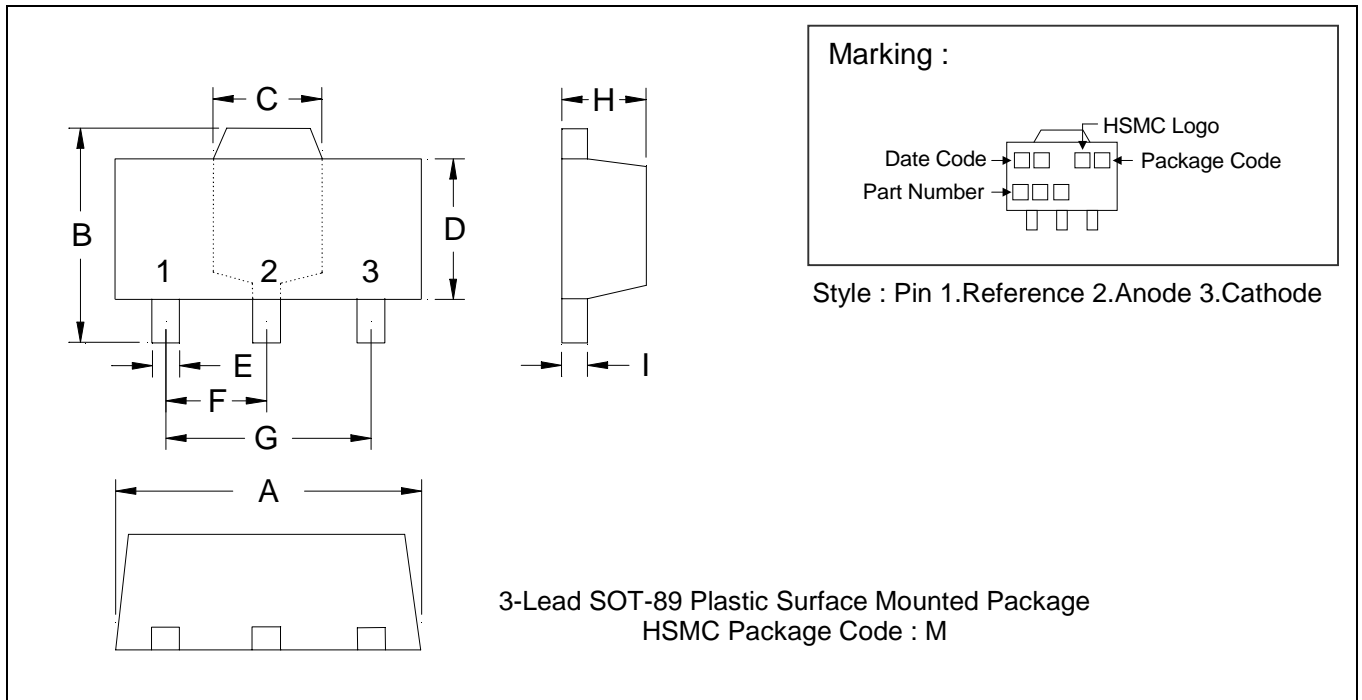 Marking :
HSMC Logo
Date Code
Package Code
Part Number
Style : Pin 1.Reference 2.Anode 3.Cathode
C
H
B
D
1 2 3
E
I
F
G
A
3-Lead SOT-89 Plastic Surface Mounted Package
HSMC Package Code : M